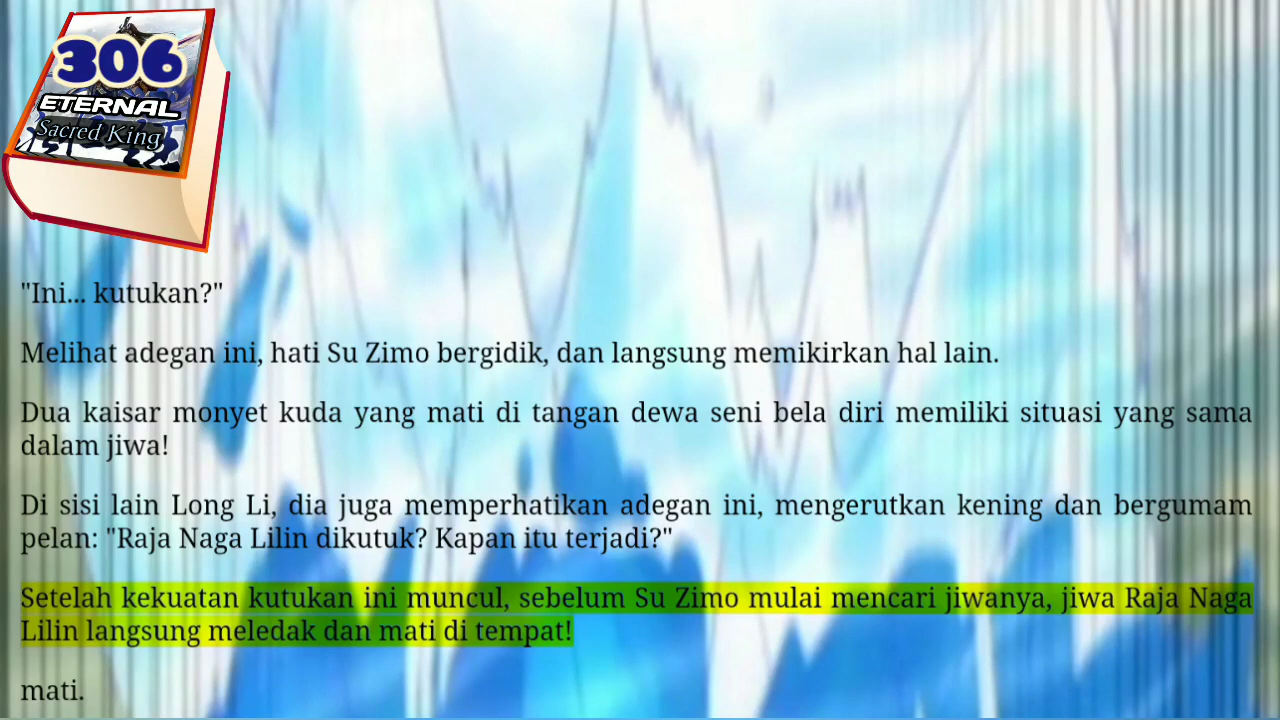 306
ETERNAL
Sacred King
"Ini... kutukan?"
Melihat adegan ini, hati Su Zimo bergidik, dan langsung memikirkan hal lain.
Dua kaisar monyet kuda yang mati di tangan dewa seni bela diri memiliki situasi yang sama
dalam jiwa!
Di sisi lain Long Li, dia juga memperhatikan adegan ini, mengerutkan kening dan bergumam
pelan: "Raja Naga Lilin dikutuk? Kapan itu terjadi?"
Setelah kekuatan kutukan ini muncul, sebelum Su Zimo mulai mencari jiwanya, jiwa Raja Naga
Lilin langsung meledak dan mati di tempat!
mati.